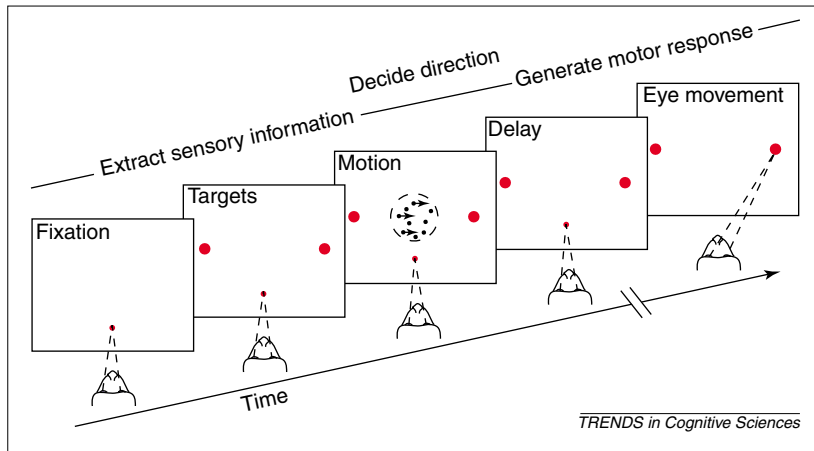 Decide direction
Extract sensory information
Generate motor response
Fixation
Targets
Motion
Delay
Eye movement
Time
TRENDS in Cognitive Sciences